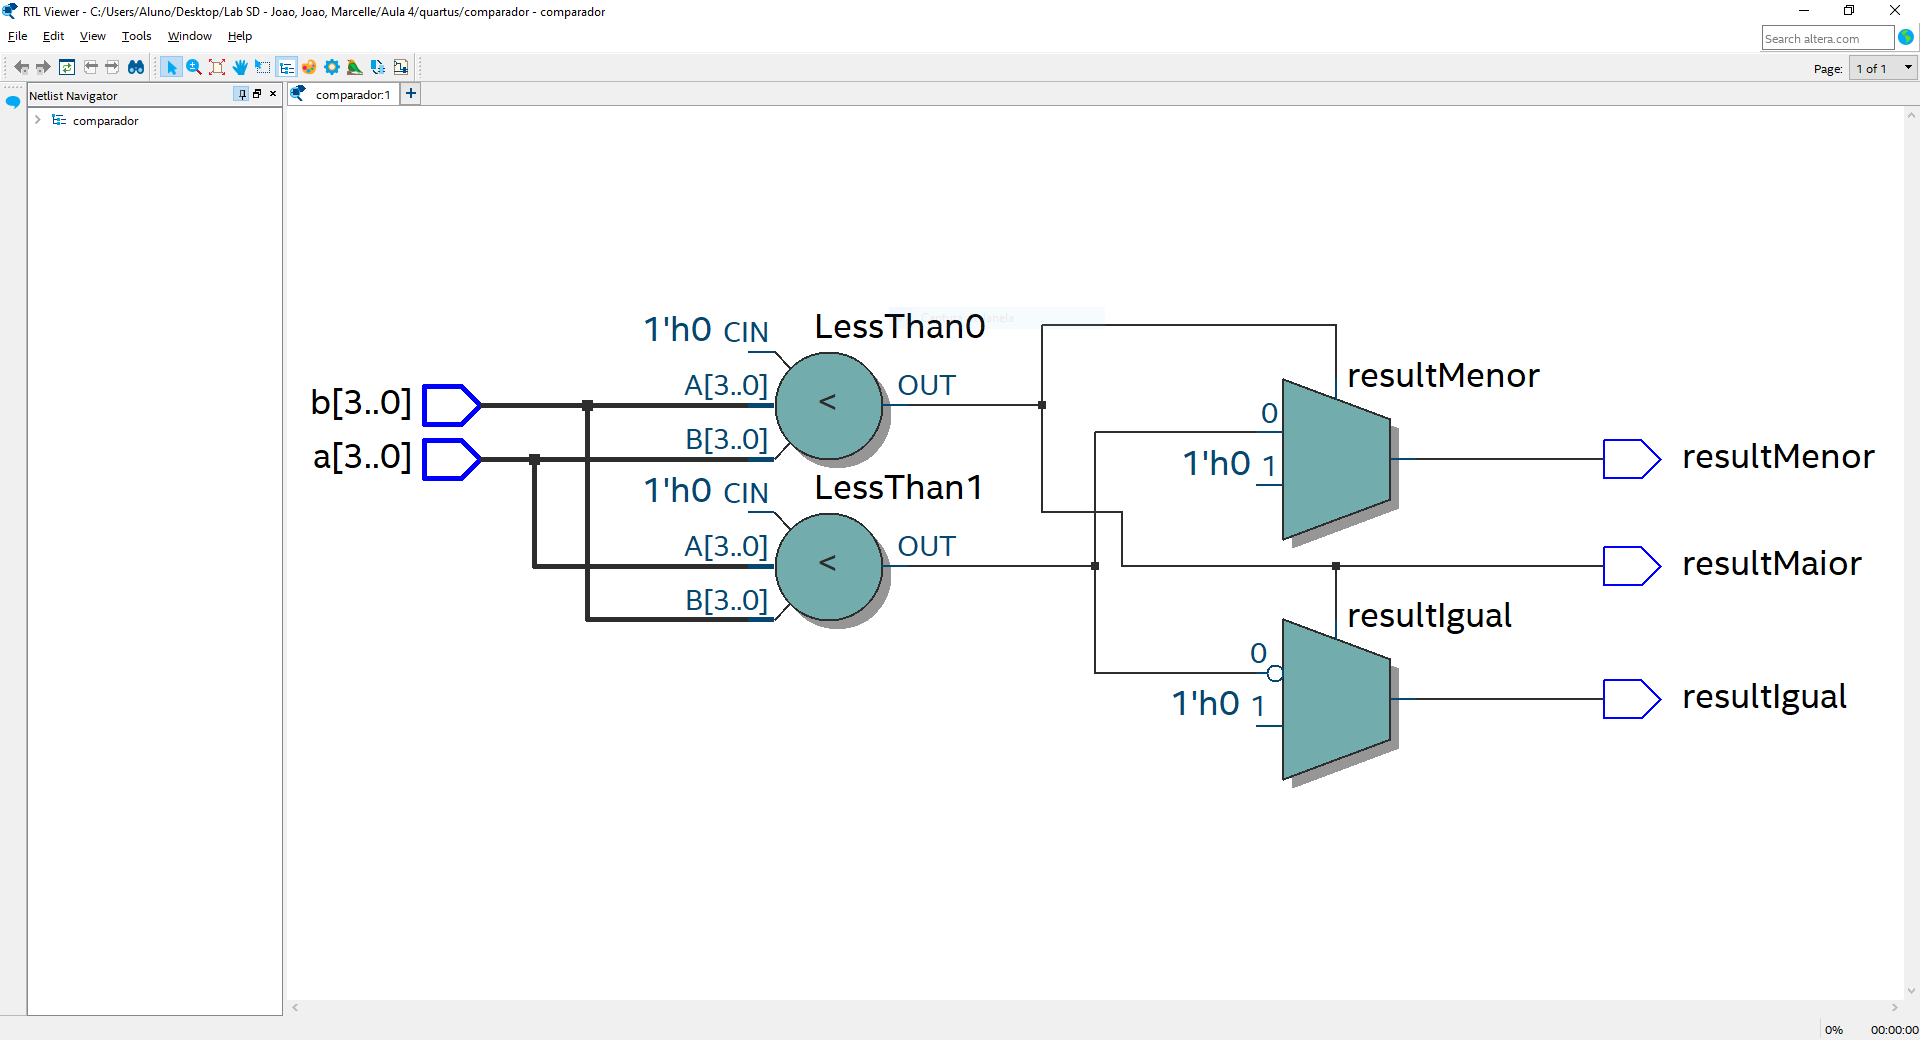 RTL Viewer - C:/Users/Aluno/Desktop/Lab SD - Joao, Joao, Marcelle/Aula 4/quartus/comparador - comparador
File Edit View Tools Window Help
Search altera.com
Page: 1 of 1
Netlist Navigator
comparador:1
comparador
1'h0 CIN
LessThan0
b[3..0]
A[3..0]
<
OUT
a[3..0]
B[3..0]
1'h0 CIN
LessThan1
A[3..0]
<
OUT
B[3..0]
resultMenor
0
1'h0 1
resultMenor
resultMaior
resultIgual
0
1'h0 1
resultIgual
0% 00:00:00